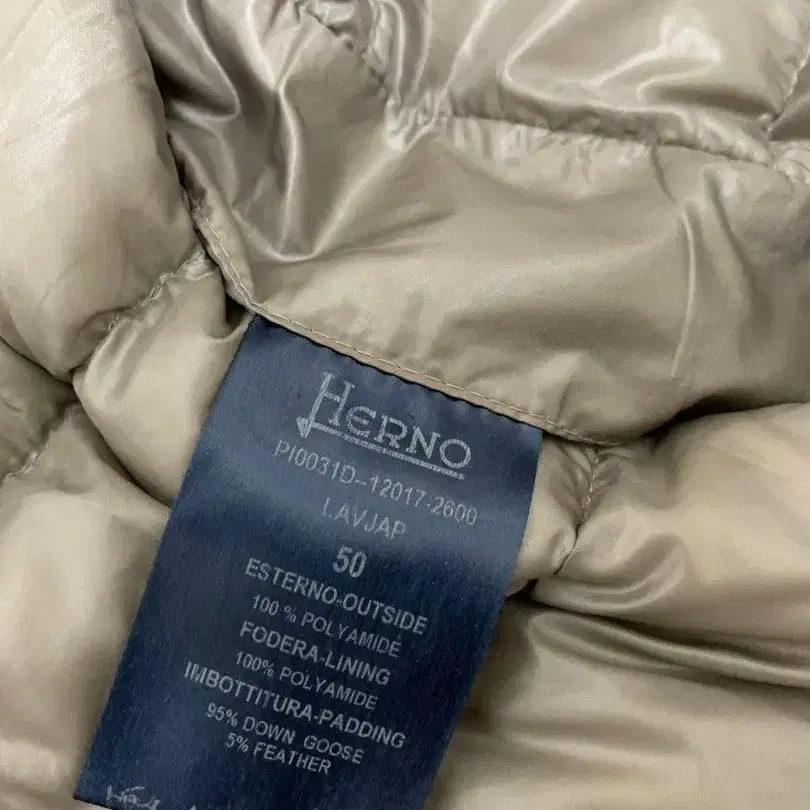 HERNO
PI0031D--12017-2600
LAVJAP
50
ESTERNO-OUTSIDE
100 % POLYAMIDE
FODERA-LINING
100% POLYAMIDE
IMBOTTITURA-PADDING
95% DOWN GOOSE
5% FEATHER